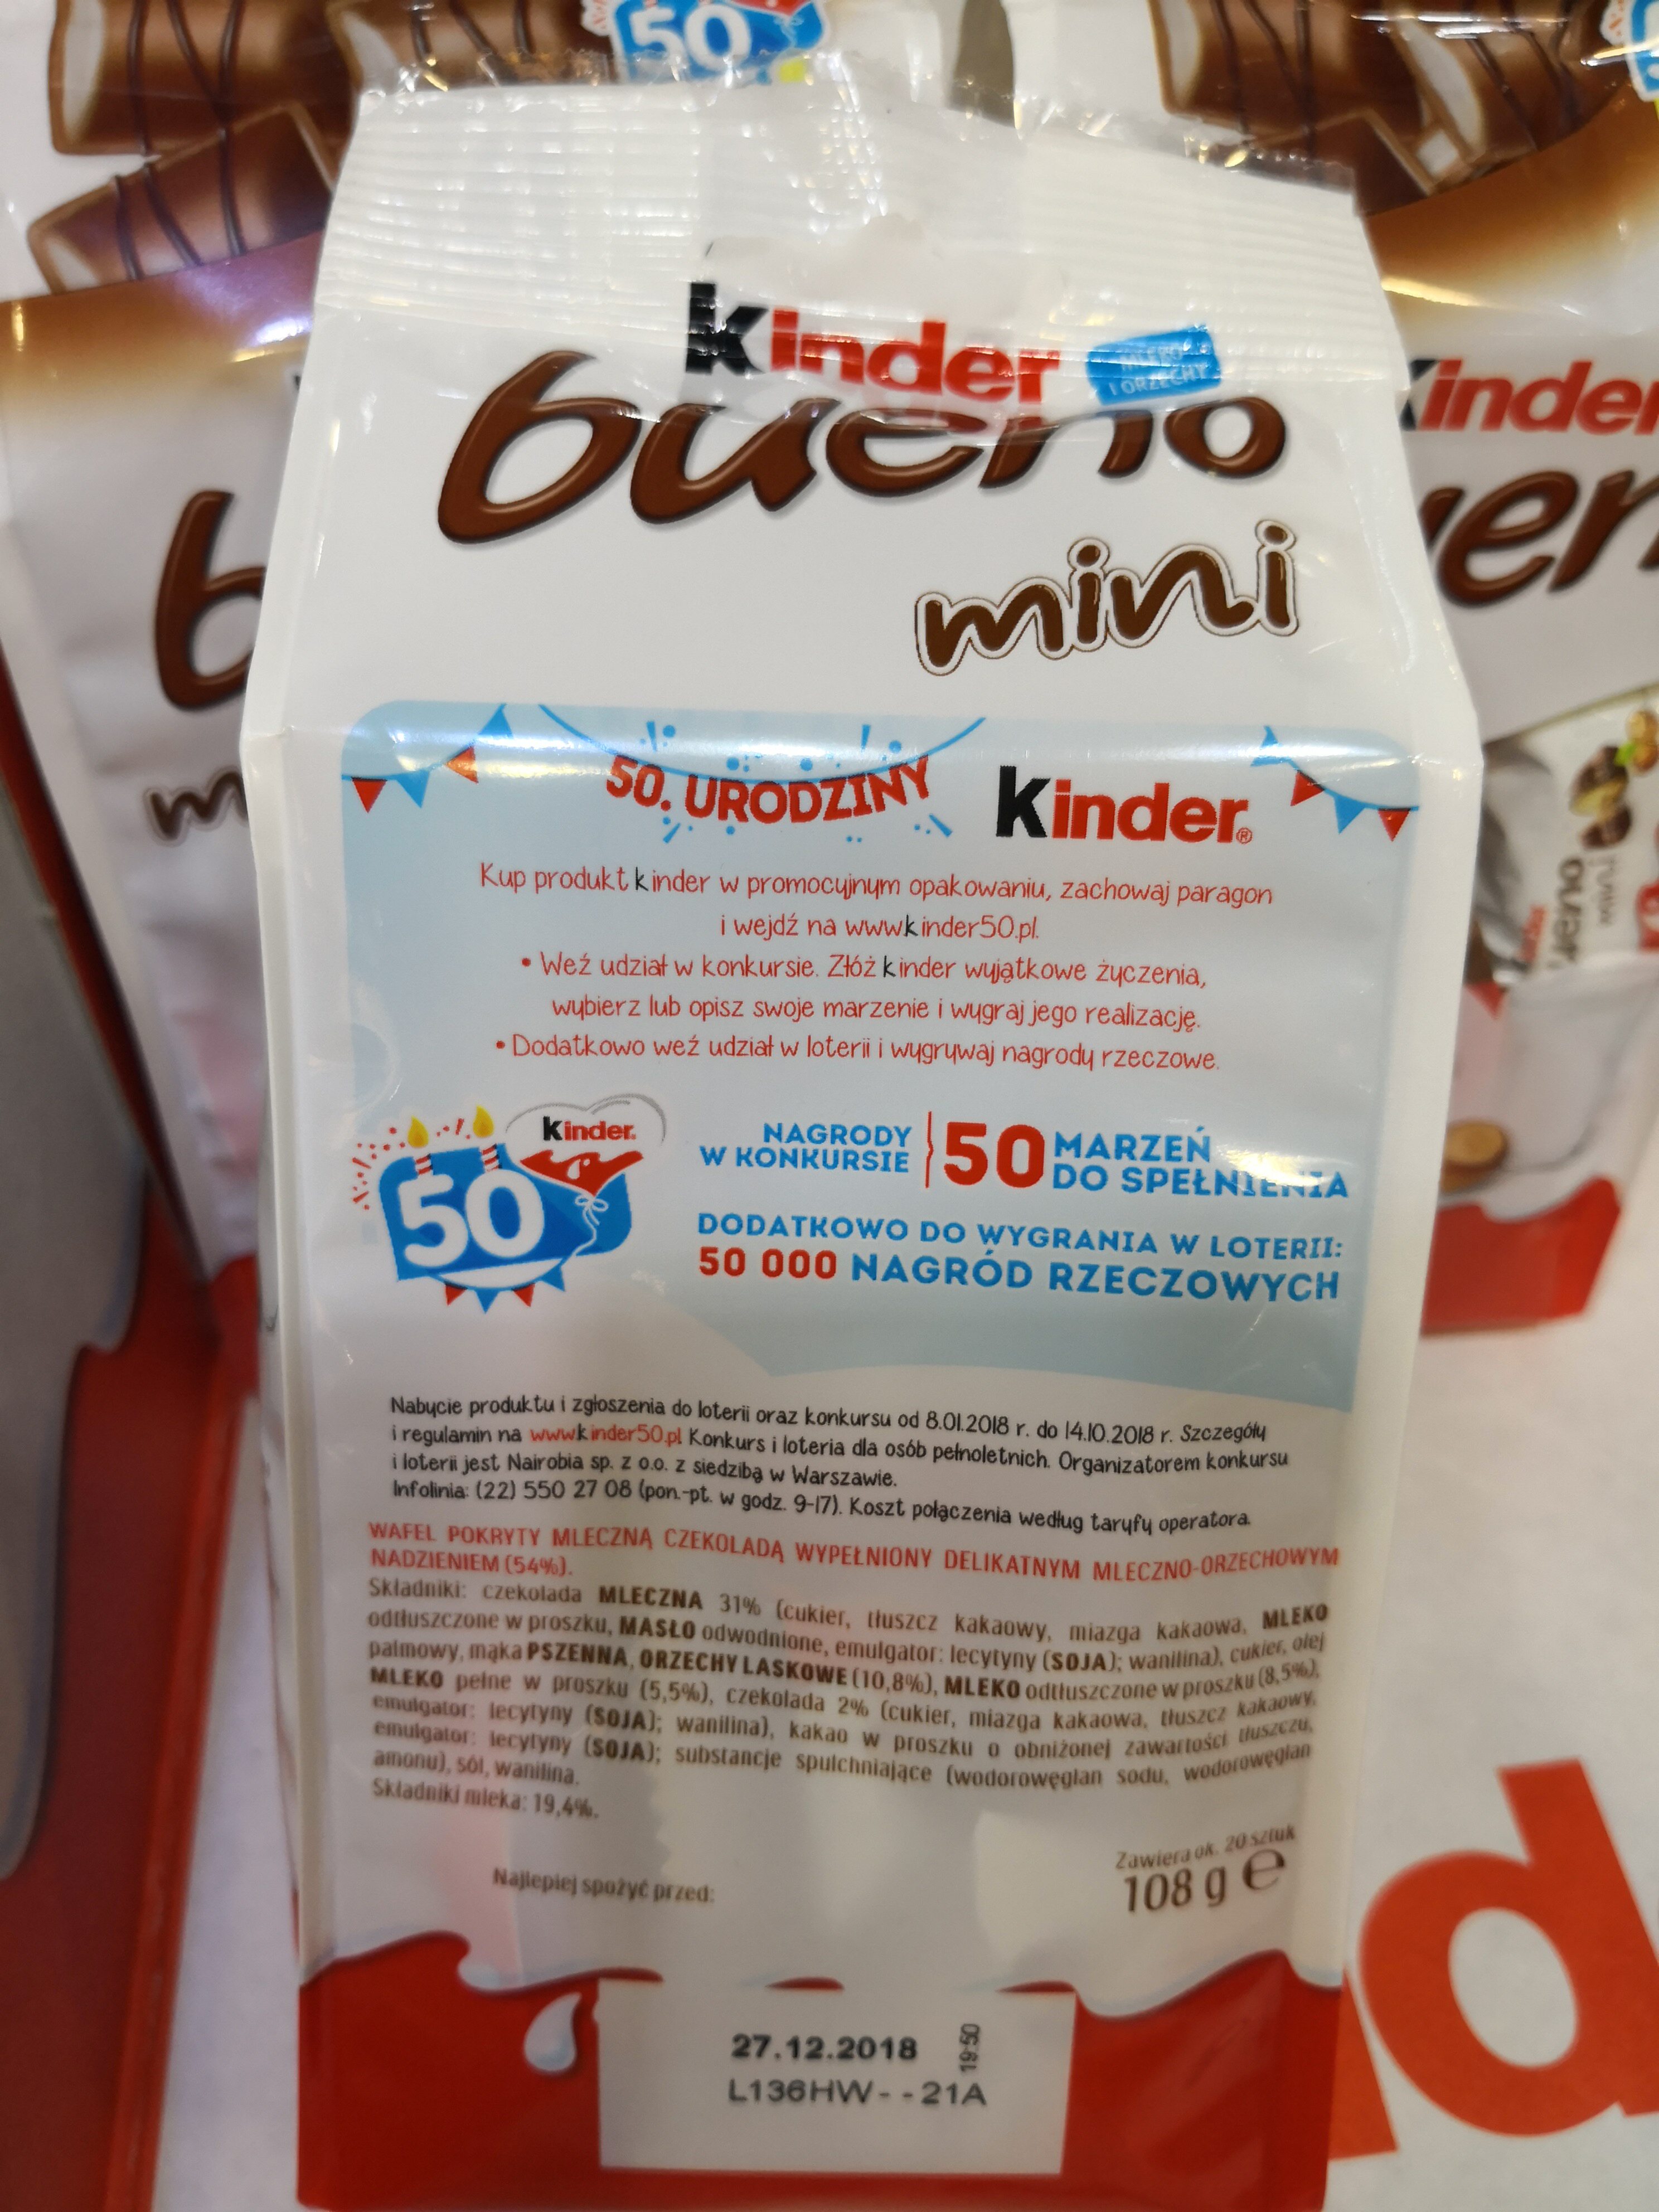 50
kinder
MLEKO
I ORZECHY
bueno
mini
kinder
50. URODZINY kinder®
Kup produkt kinder w promocyjnym opakowaniu, zachowaj paragon
i wejdź na www.kinder50.pl.
• Weź udział w konkursie. Złóż kinder wyjątkowe życzenia,
wybierz lub opisz swoje marzenie i wygraj jego realizację.
• Dodatkowo weź udział w loterii i wygrywaj nagrody rzeczowe.
kinder
50
NAGRODY
W KONKURSIE
50 MARZEŃ
DO SPEŁNIENIA
DODATKOWO DO WYGRANIA W LOTERII:
50 000 NAGRÓD RZECZOWYCH
Nabycie produktu i zgłoszenia do loterii oraz konkursu od 8.01.2018 r. do 14.10.2018 r. Szczegóły
i regulamin na www.kinder50.pl Konkurs i loteria dla osób pełnoletnich. Organizatorem konkursu
i loterii jest Nairobia sp. z o.o. z siedzibą w Warszawie.
Infolinia: (22) 550 27 08 (pon.-pt. w godz. 9-17). Koszt połączenia według taryfy operatora.
WAFEL POKRYTY MLECZNĄ CZEKOLADĄ WYPEŁNIONY DELIKATNYM MLECZNO-ORZECHOWYM
NADZIENIEM (54%).
Składniki: czekolada MLECZNA 31% (cukier, tłuszcz kakaowy, miazga kakaowa, MLEKO
odtłuszczone w proszku, MASŁO odwodnione, emulgator: lecytyny (SOJA); wanilina), cukier, olej
palmowy, mąka PSZENNA, ORZECHY LASKOWE (10,8%), MLEKO odtłuszczone w proszku (8,5%),
MLEKO pełne w proszku (5,5%), czekolada 2% (cukier, miazga kakaowa, tłuszcz kakaowy,
emulgator: lecytyny (SOJA); wanilina), kakao w proszku o obniżonej zawartości tłuszczu,
emulgator: lecytyny (SOJA); substancje spulchniające (wodorowęglan sodu, wodorowęglan
amonu), sól, wanilina.
Składniki mleka: 19,4%.
Zawiera ok. 20 sztuk
108 g e
Najlepiej spożyć przed:
27.12.2018 19:50
L136HW- -21A